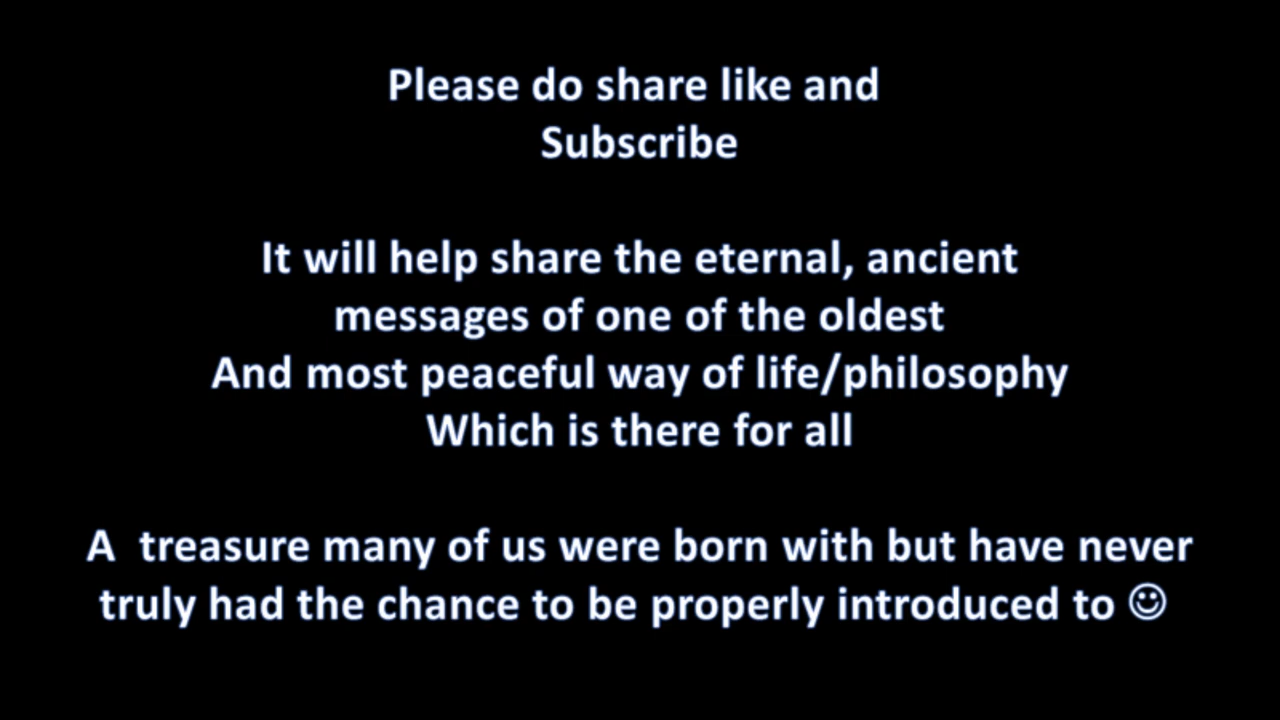 Please do share like and
Subscribe
It will help share the eternal, ancient
messages of one of the oldest
And most peaceful way of life/philosophy
Which is there for all
A  treasure many of us were born with but have never
truly had the chance to be properly introduced to ☺